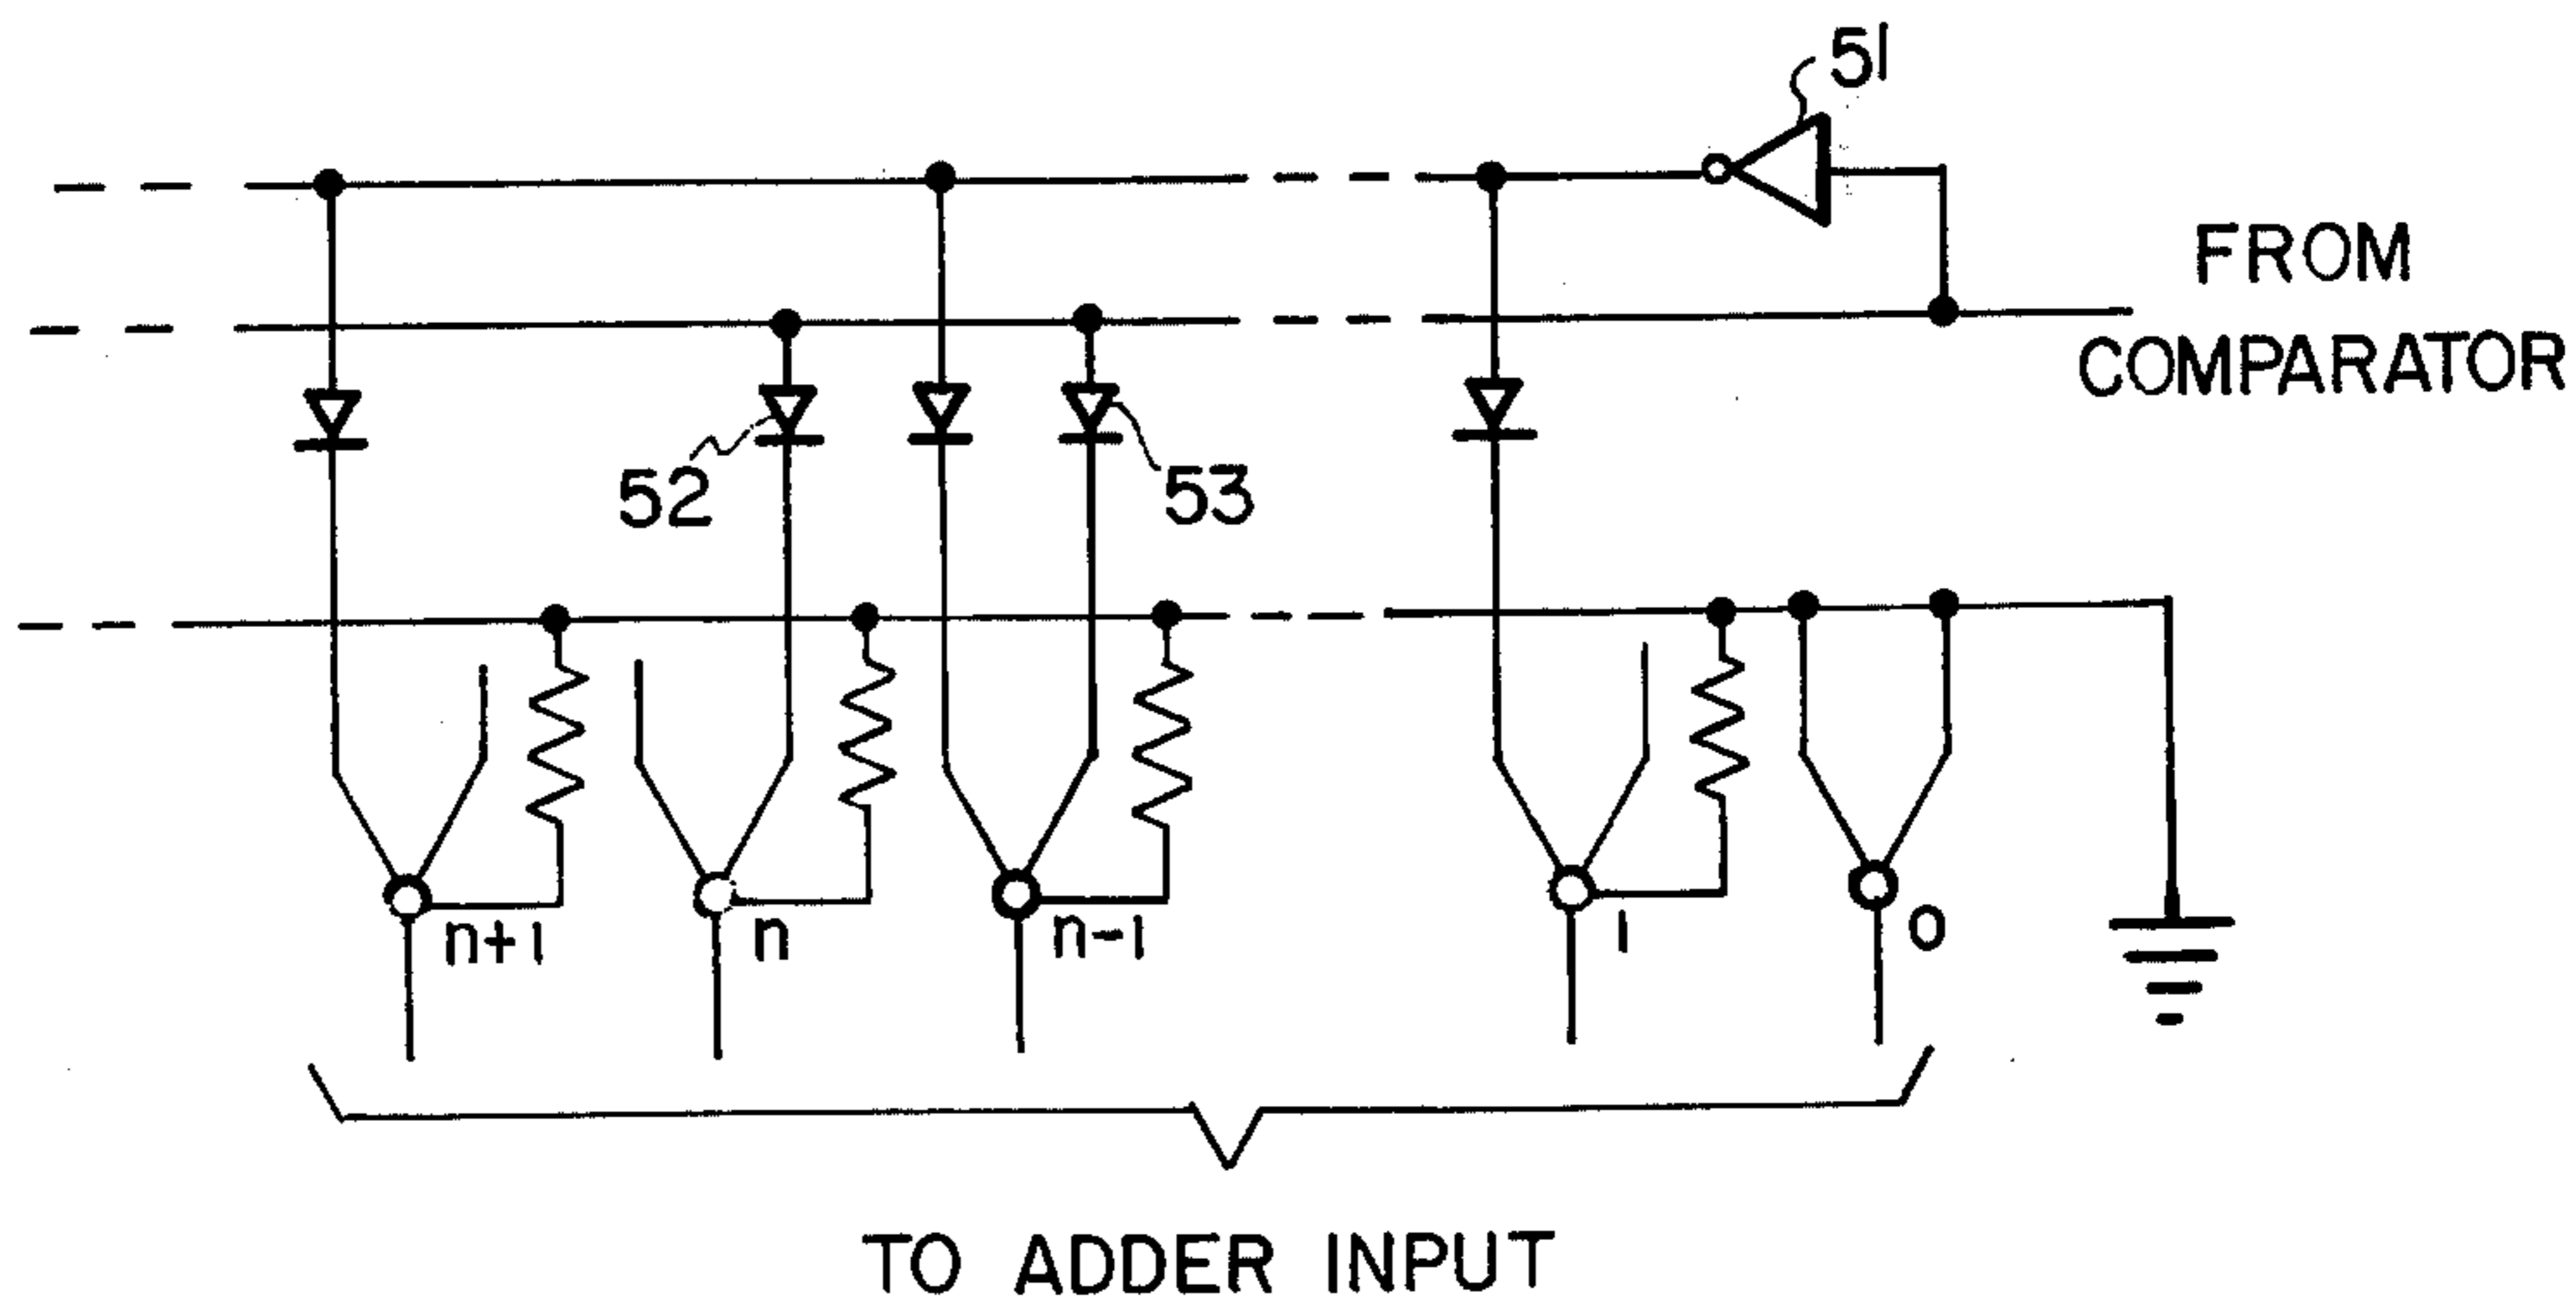 51
FROM
COMPARATOR
52
53
n+1
n
n-1
1
0
TO ADDER INPUT